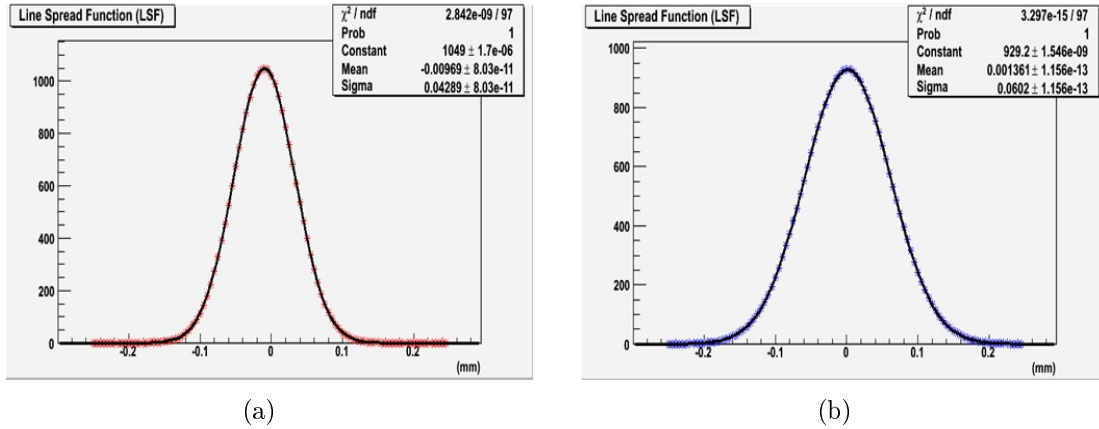 Line Spread Function (LSF)
χ² / ndf 2.842e-09 / 97
Prob 1
Constant 1049 ± 1.7e-06
Mean -0.00969 ± 8.03e-11
Sigma 0.04289 ± 8.03e-11
1000
800
600
400
200
0
-0.2 -0.1 0 0.1 0.2
(mm)
(a)
Line Spread Function (LSF)
χ² / ndf 3.297e-15 / 97
Prob 1
Constant 929.2 ± 1.546e-09
Mean 0.001361 ± 1.156e-13
Sigma 0.0602 ± 1.156e-13
1000
800
600
400
200
0
-0.2 -0.1 0 0.1 0.2
(mm)
(b)